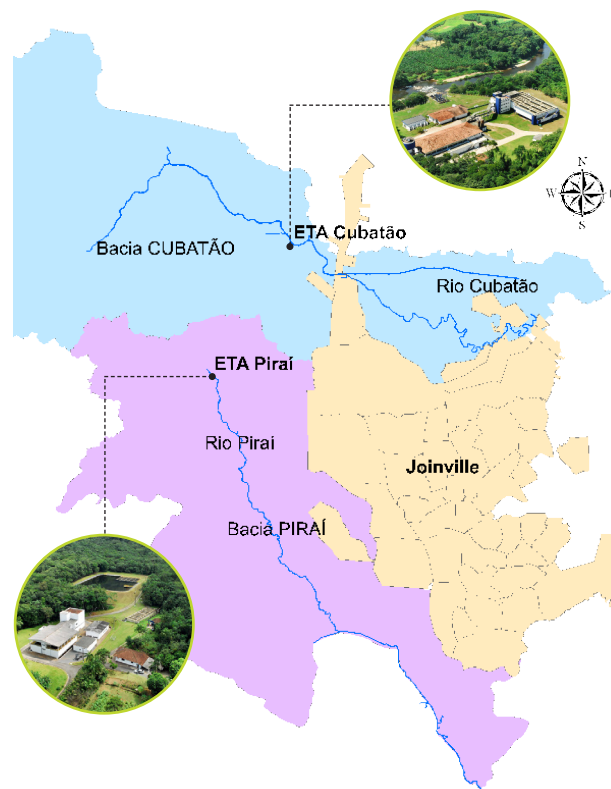 N
W
S
ETA Cubatão
Bacia CUBATÃO
Rio Cubatão
ETA Piraí
Rio Piraí
Joinville
Bacia PIRAÍ